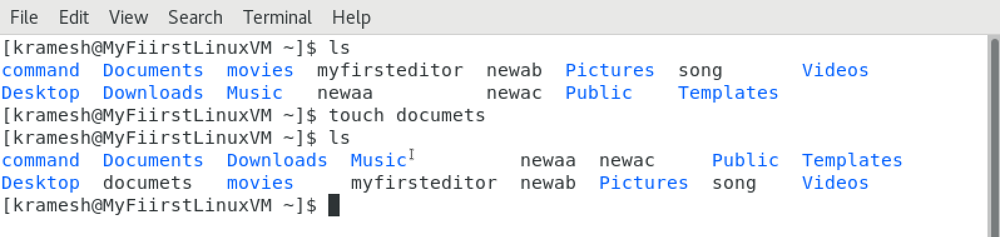 File Edit View Search Terminal Help
[kramesh@MyFiirstLinuxVM ~]$ ls
command Documents movies myfirsteditor newab Pictures song Videos
Desktop Downloads Music newaa newac Public Templates
[kramesh@MyFiirstLinuxVM ~]$ touch documets
[kramesh@MyFiirstLinuxVM ~]$ ls
command Documents Downloads Music newaa newac Public Templates
Desktop documets movies myfirsteditor newab Pictures song Videos
[kramesh@MyFiirstLinuxVM ~]$